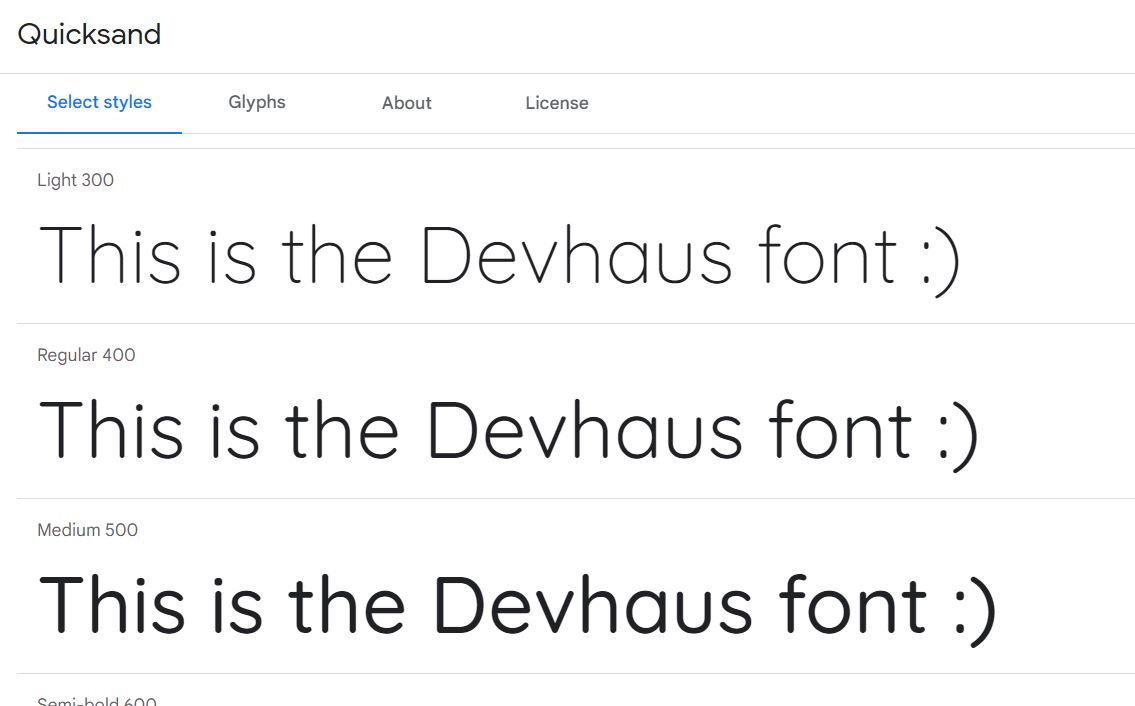 Quicksand
Select styles Glyphs About License
Light 300
This is the Devhaus font :)
Regular 400
This is the Devhaus font :)
Medium 500
This is the Devhaus font :)
Semi-bold 600